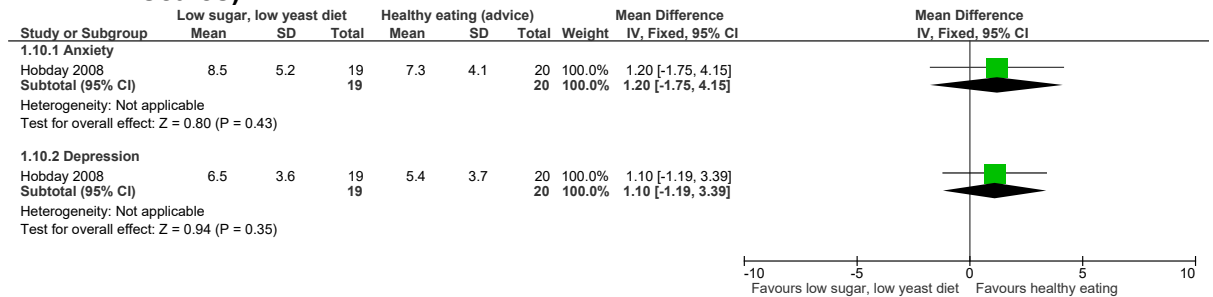 Low sugar, low yeast diet Healthy eating (advice) Mean Difference Mean Difference
Study or Subgroup Mean SD Total Mean SD Total Weight IV, Fixed, 95% CI IV, Fixed, 95% CI
1.10.1 Anxiety
Hobday 2008 8.5 5.2 19 7.3 4.1 20 100.0% 1.20 [-1.75, 4.15]
Subtotal (95% CI) 19 20 100.0% 1.20 [-1.75, 4.15]
Heterogeneity: Not applicable
Test for overall effect: Z = 0.80 (P = 0.43)
1.10.2 Depression
Hobday 2008 6.5 3.6 19 5.4 3.7 20 100.0% 1.10 [-1.19, 3.39]
Subtotal (95% CI) 19 20 100.0% 1.10 [-1.19, 3.39]
Heterogeneity: Not applicable
Test for overall effect: Z = 0.94 (P = 0.35)
-10 -5 0 5 10
Favours low sugar, low yeast diet Favours healthy eating